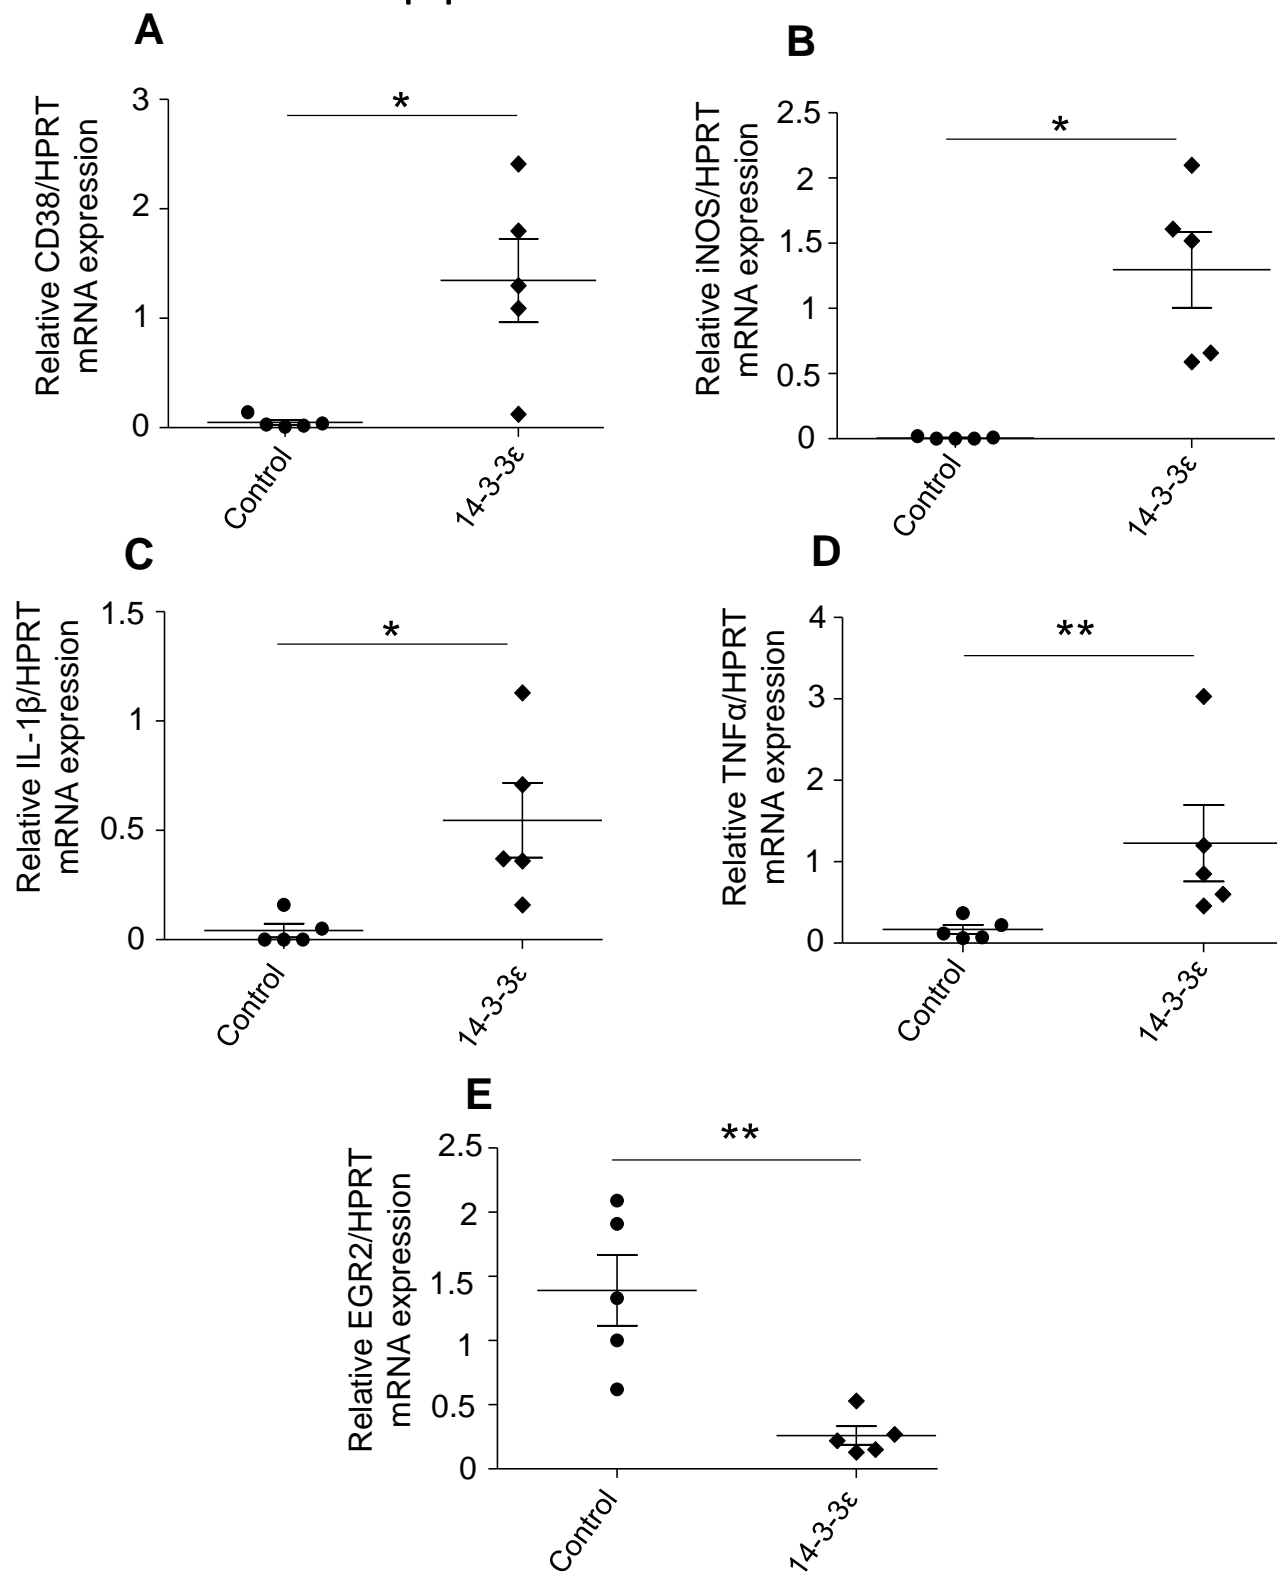 A
Relative CD38/HPRT
mRNA expression
3
2
1
0
*
Control
14-3-3ε
B
Relative iNOS/HPRT
mRNA expression
2.5
2
1.5
1
0.5
0
*
Control
14-3-3ε
C
Relative IL-1β/HPRT
mRNA expression
1.5
1
0.5
0
*
Control
14-3-3ε
D
Relative TNFα/HPRT
mRNA expression
4
3
2
1
0
**
Control
14-3-3ε
E
Relative EGR2/HPRT
mRNA expression
2.5
2
1.5
1
0.5
0
**
Control
14-3-3ε